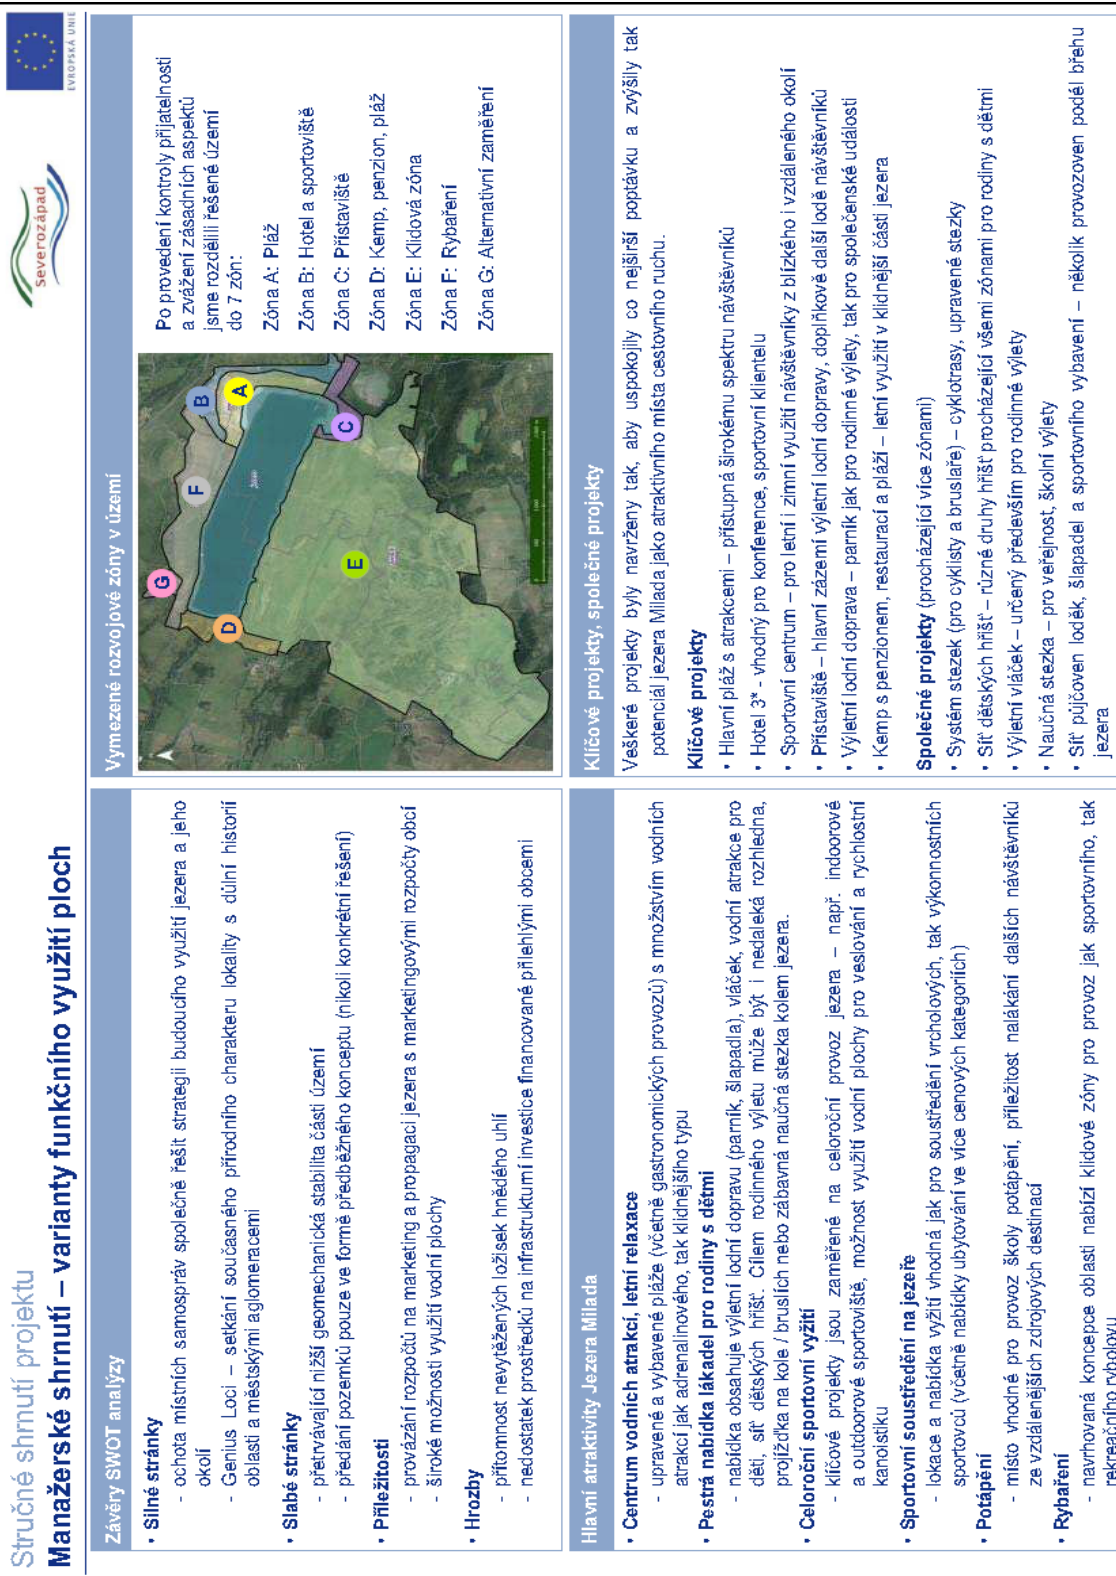 Stručné shrnutí projektu
Manažerské shrnutí – varianty funkčního využití ploch
Severozápad
EVROPSKÁ UNIE
Závěry SWOT analýzy
• Silné stránky
- ochota místních samospráv společně řešit strategii budoucího využití jezera a jeho
okolí
- Genius Loci – setkání současného přírodního charakteru lokality s důlní historií
oblasti a městskými aglomeracemi
• Slabé stránky
- přetrvávající nižší geomechanická stabilita části území
- předání pozemků pouze ve formě předběžného konceptu (nikoli konkrétní řešení)
• Příležitosti
- provázání rozpočtů na marketing a propagaci jezera s marketingovými rozpočty obcí
- široké možnosti využití vodní plochy
• Hrozby
- přítomnost nevytěžených ložisek hnědého uhlí
- nedostatek prostředků na infrastrukturní investice financované přilehlými obcemi
Vymezené rozvojové zóny v území
G
F
B
A
D
E
C
Po provedení kontroly přijatelnosti
a zvážení zásadních aspektů
jsme rozdělili řešené území
do 7 zón:
Zóna A: Pláž
Zóna B: Hotel a sportoviště
Zóna C: Přístaviště
Zóna D: Kemp, penzion, pláž
Zóna E: Klidová zóna
Zóna F: Rybaření
Zóna G: Alternativní zaměření
Hlavní atraktivity Jezera Milada
• Centrum vodních atrakcí, letní relaxace
- upravené a vybavené pláže (včetně gastronomických provozů) s množstvím vodních
atrakcí jak adrenalinového, tak klidnějšího typu
• Pestrá nabídka lákadel pro rodiny s dětmi
- nabídka obsahuje výletní lodní dopravu (parník, šlapadla), vláček, vodní atrakce pro
děti, síť dětských hřišť. Cílem rodinného výletu může být i nedaleká rozhledna,
projížďka na kole / bruslích nebo zábavná naučná stezka kolem jezera.
• Celoroční sportovní vyžití
- klíčové projekty jsou zaměřené na celoroční provoz jezera – např. indoorové
a outdoorové sportoviště, možnost využití vodní plochy pro veslování a rychlostní
kanoistiku
• Sportovní soustředění na jezeře
- lokace a nabídka vyžití vhodná jak pro soustředění vrcholových, tak výkonnostních
sportovců (včetně nabídky ubytování ve více cenových kategoriích)
• Potápění
- místo vhodné pro provoz školy potápění, příležitost nalákání dalších návštěvníků
ze vzdálenějších zdrojových destinací
• Rybaření
- navrhovaná koncepce oblasti nabízí klidové zóny pro provoz jak sportovního, tak
rekreačního rybolovu
Klíčové projekty, společné projekty
Veškeré projekty byly navrženy tak, aby uspokojily co nejširší poptávku a zvýšily tak
potenciál jezera Milada jako atraktivního místa cestovního ruchu.
Klíčové projekty
• Hlavní pláž s atrakcemi – přístupná širokému spektru návštěvníků
• Hotel 3* - vhodný pro konference, sportovní klientelu
• Sportovní centrum – pro letní i zimní využití návštěvníky z blízkého i vzdáleného okolí
• Přístaviště – hlavní zázemí výletní lodní dopravy, doplňkově další lodě návštěvníků
• Výletní lodní doprava – parník jak pro rodinné výlety, tak pro společenské události
• Kemp s penzionem, restaurací a pláží – letní využití v klidnější části jezera
Společné projekty (procházející více zónami)
• Systém stezek (pro cyklisty a bruslaře) – cyklotrasy, upravené stezky
• Síť dětských hřišť – různé druhy hřišť procházející všemi zónami pro rodiny s dětmi
• Výletní vláček – určený především pro rodinné výlety
• Naučná stezka – pro veřejnost, školní výlety
• Síť půjčoven loděk, šlapadel a sportovního vybavení – několik provozoven podél břehu
jezera